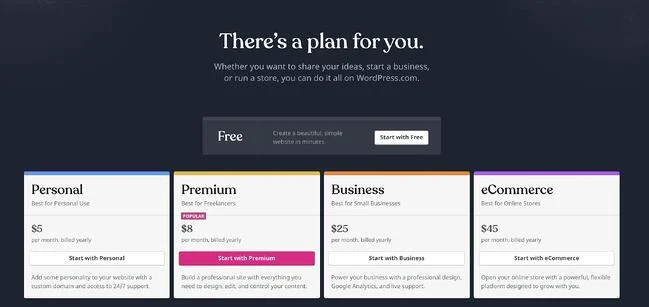 There's a plan for you.
Whether you want to share your ideas, start a business,
or run a store, you can do it all on WordPress.com.
Free
Create a beautiful, simple
website in minutes.
Start with Free
Personal
Best for Personal Use
$5
per month, billed yearly
Start with Personal
Add some personality to your website with a
custom domain and access to 24/7 support.
Premium
Best for Freelancers
POPULAR
$8
per month, billed yearly
Start with Premium
Build a professional site with everything you
need to design, edit, and control your content.
Business
Best for Small Businesses
$25
per month, billed yearly
Start with Business
Power your business with a professional design,
Google Analytics, and live support.
eCommerce
Best for Online Stores
$45
per month, billed yearly
Start with eCommerce
Open your online store with a powerful, flexible
platform designed to grow with you.